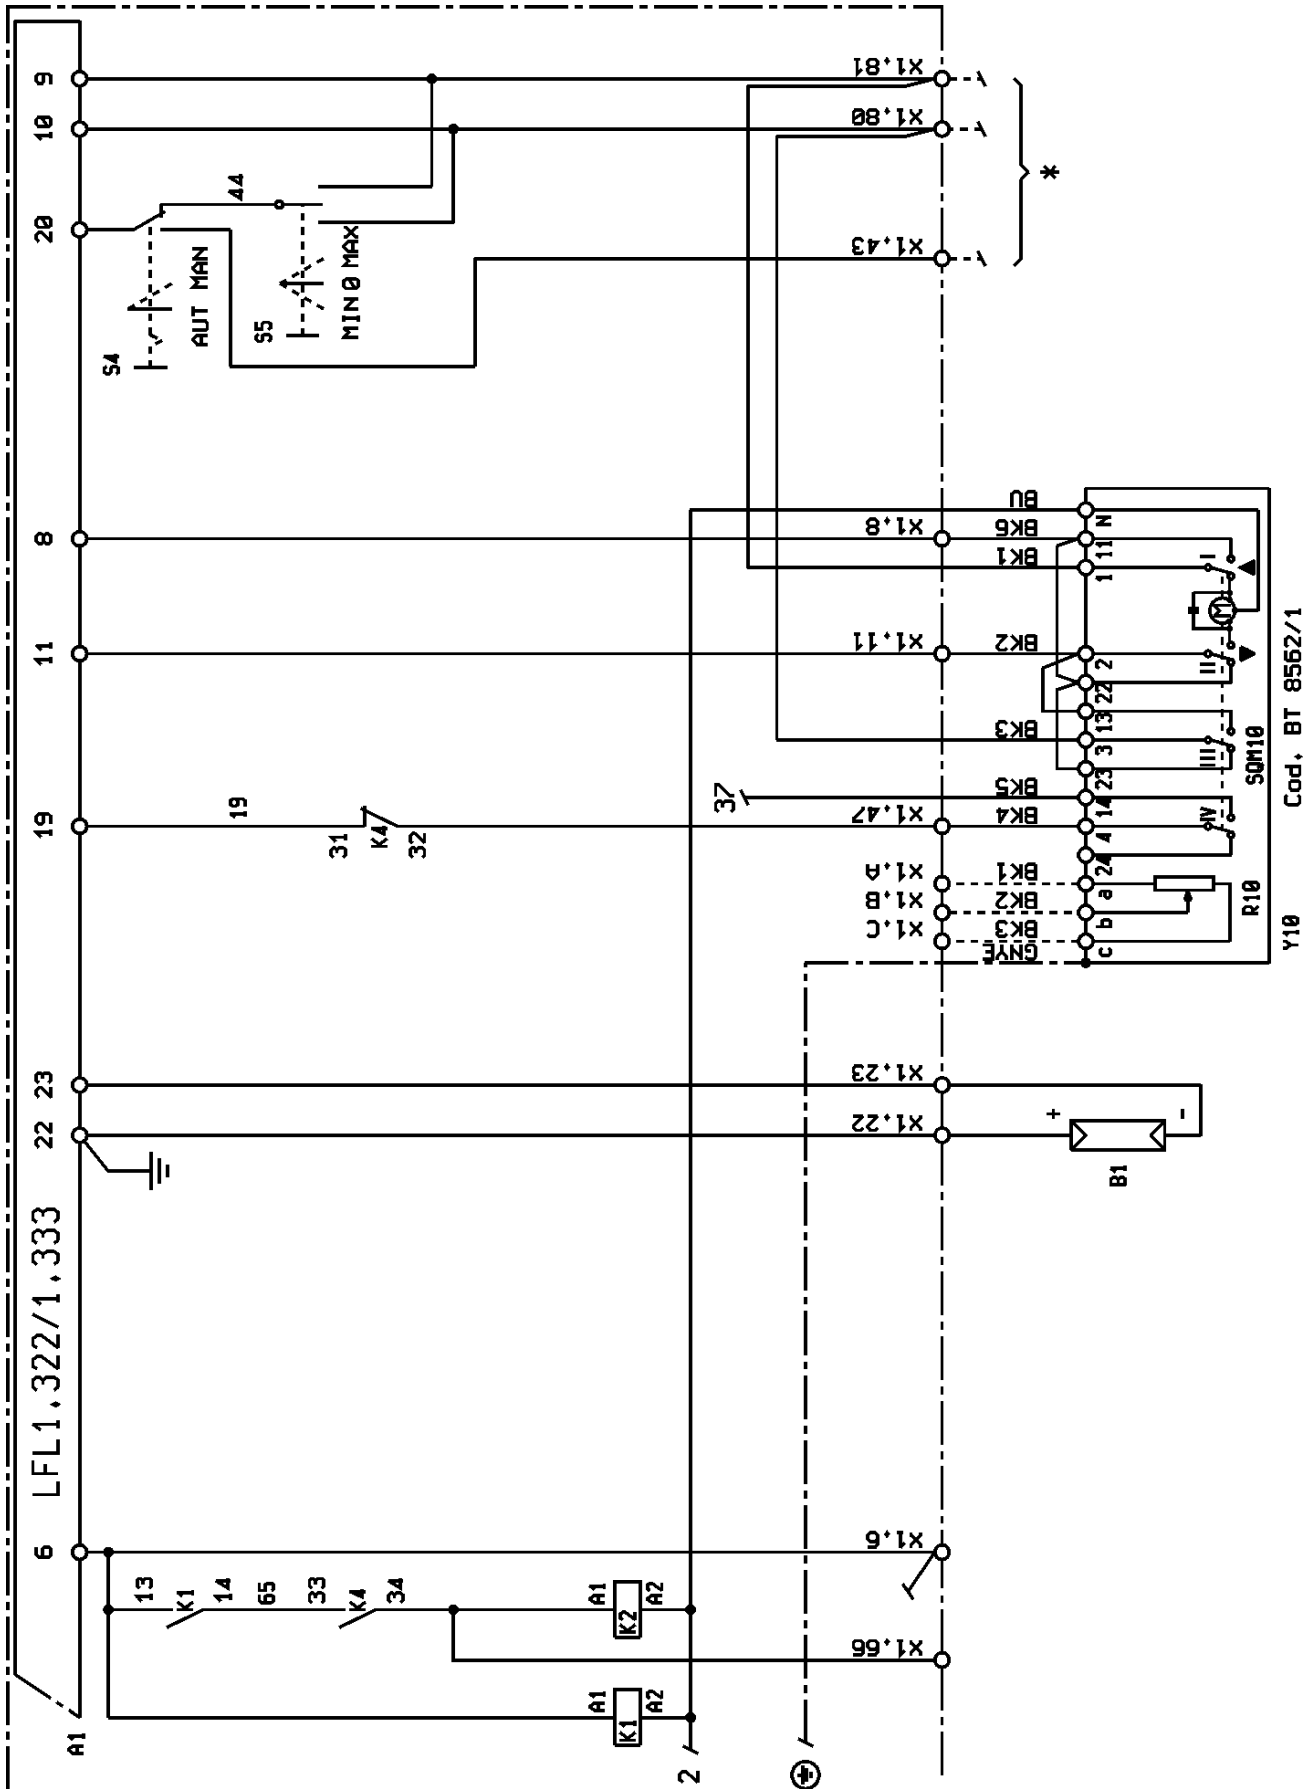 LFL1.322/1.333
A1
6
22
23
19
11
8
20
10
9
13
K1
14
65
33
K4
34
A1
K2
A2
A1
K1
A2
2
X1.66
X1.6
X1.22
X1.23
+
-
B1
19
31
K4
32
37
X1.C
X1.B
X1.A
X1.47
X1.11
X1.8
X1.43
X1.80
X1.81
GNYE
BK3
BK2
BK1
BK4
BK5
BK3
BK2
BK1
BK6
BU
c
b
a
24
4
14
23
3
13
22
2
1
11
N
R10
IV
III
II
I
M
SQM10
Y10
Cod. BT 8562/1
S4
AUT MAN
S5
MIN 0 MAX
44
*